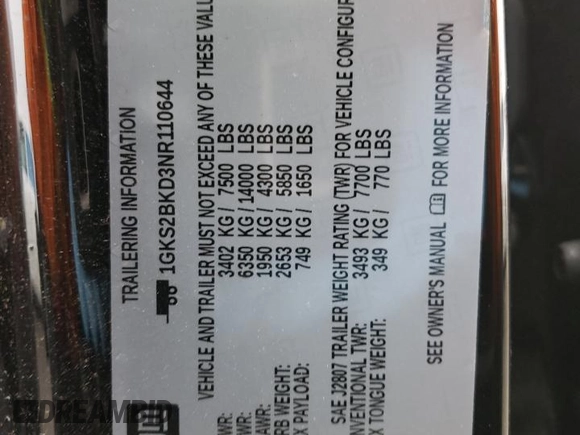 TRAILERING INFORMATION
1GKS2BKD3NR110644
VEHICLE AND TRAILER MUST NOT EXCEED ANY OF THESE VALU
WR: 3402 KG / 7500 LBS
WR: 6350 KG / 14000 LBS
AWR: 1950 KG / 4300 LBS
RB WEIGHT: 2653 KG / 5850 LBS
X PAYLOAD: 749 KG / 1650 LBS
SAE J2807 TRAILER WEIGHT RATING (TWR) FOR VEHICLE CONFIGUR
NVENTIONAL TWR: 3493 KG / 7700 LBS
X TONGUE WEIGHT: 349 KG / 770 LBS
SEE OWNER'S MANUAL FOR MORE INFORMATION
DREAMBID